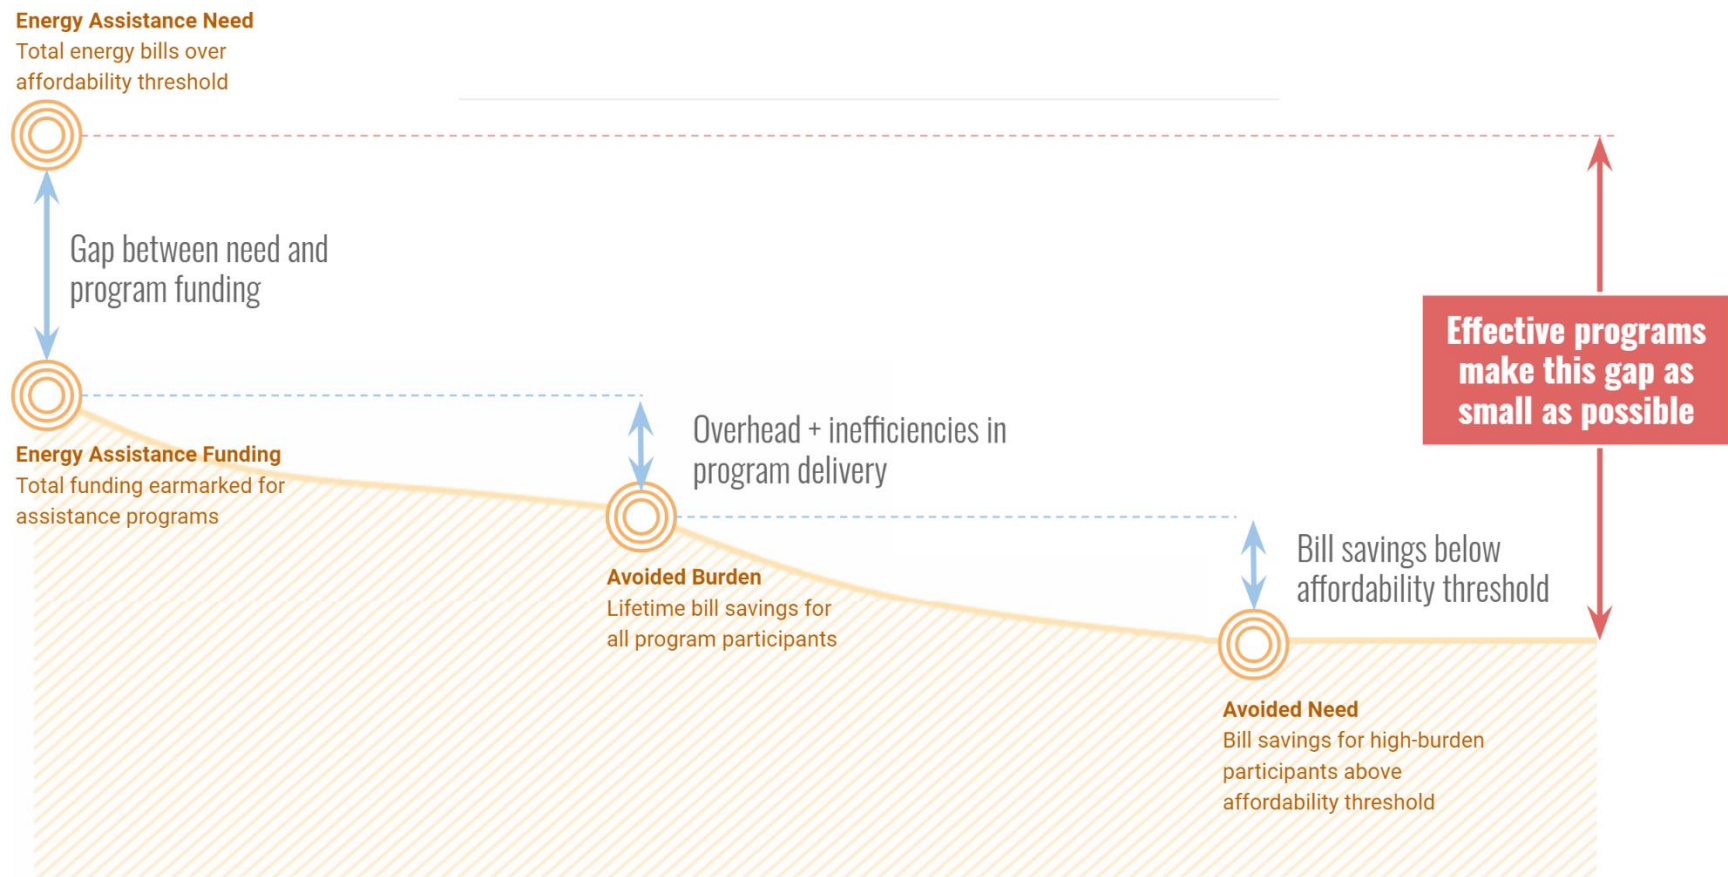 Energy Assistance Need
Total energy bills over
affordability threshold
Gap between need and
program funding
Effective programs
make this gap as
small as possible
Energy Assistance Funding
Total funding earmarked for
assistance programs
Overhead + inefficiencies in
program delivery
Avoided Burden
Lifetime bill savings for
all program participants
Bill savings below
affordability threshold
Avoided Need
Bill savings for high-burden
participants above
affordability threshold